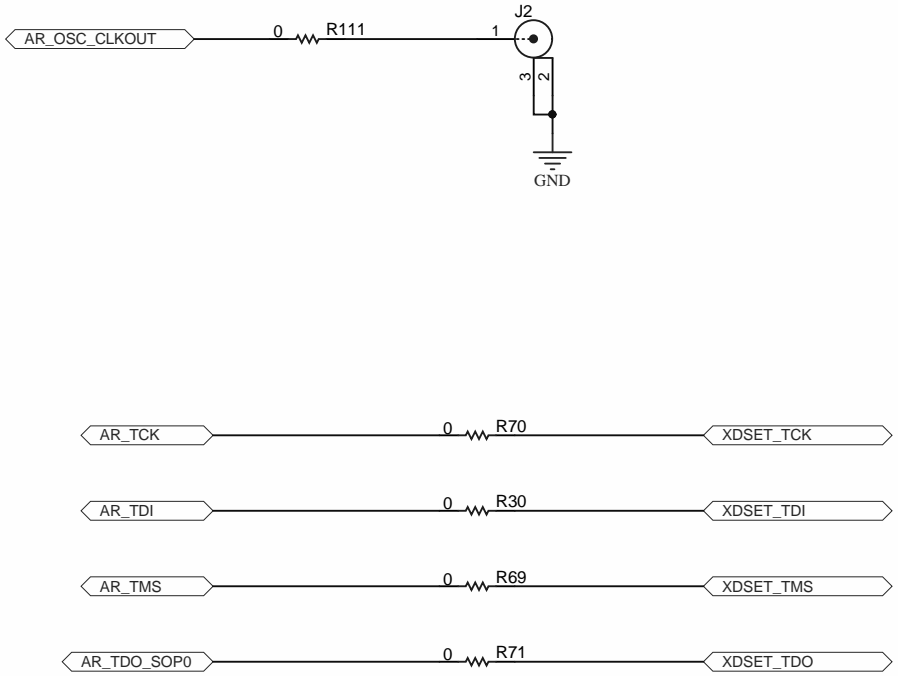 J2
AR_OSC_CLKOUT 0 R111 1
3 2
GND
AR_TCK 0 R70 XDSET_TCK
AR_TDI 0 R30 XDSET_TDI
AR_TMS 0 R69 XDSET_TMS
AR_TDO_SOP0 0 R71 XDSET_TDO